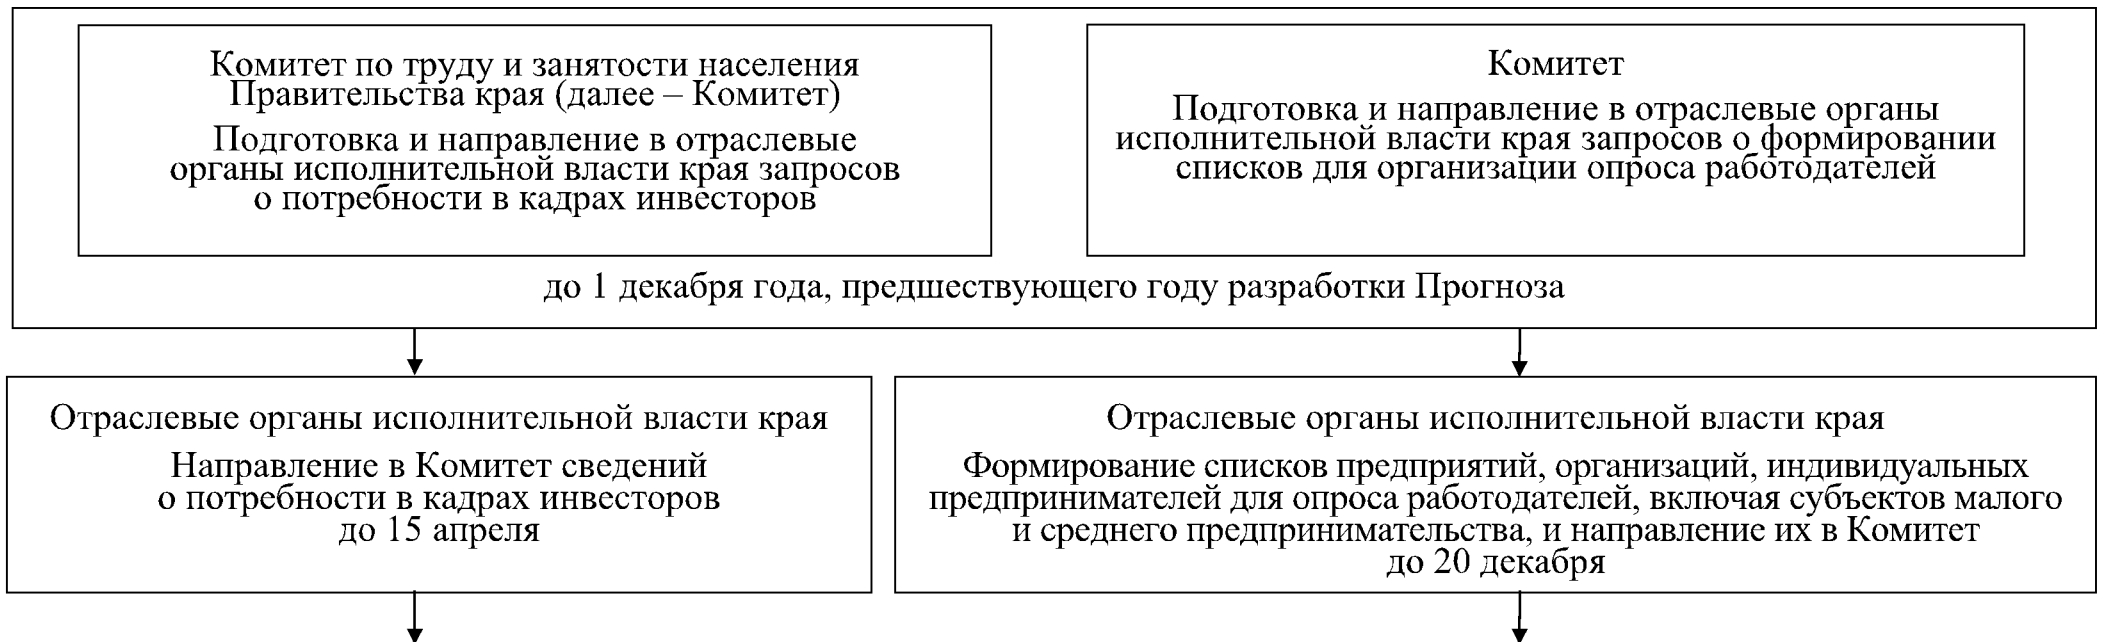 Комитет по труду и занятости населения
Правительства края (далее – Комитет)
Подготовка и направление в отраслевые
органы исполнительной власти края запросов
о потребности в кадрах инвесторов
Комитет
Подготовка и направление в отраслевые органы
исполнительной власти края запросов о формировании
списков для организации опроса работодателей
до 1 декабря года, предшествующего году разработки Прогноза
Отраслевые органы исполнительной власти края
Направление в Комитет сведений
о потребности в кадрах инвесторов
до 15 апреля
Отраслевые органы исполнительной власти края
Формирование списков предприятий, организаций, индивидуальных
предпринимателей для опроса работодателей, включая субъектов малого
и среднего предпринимательства, и направление их в Комитет
до 20 декабря